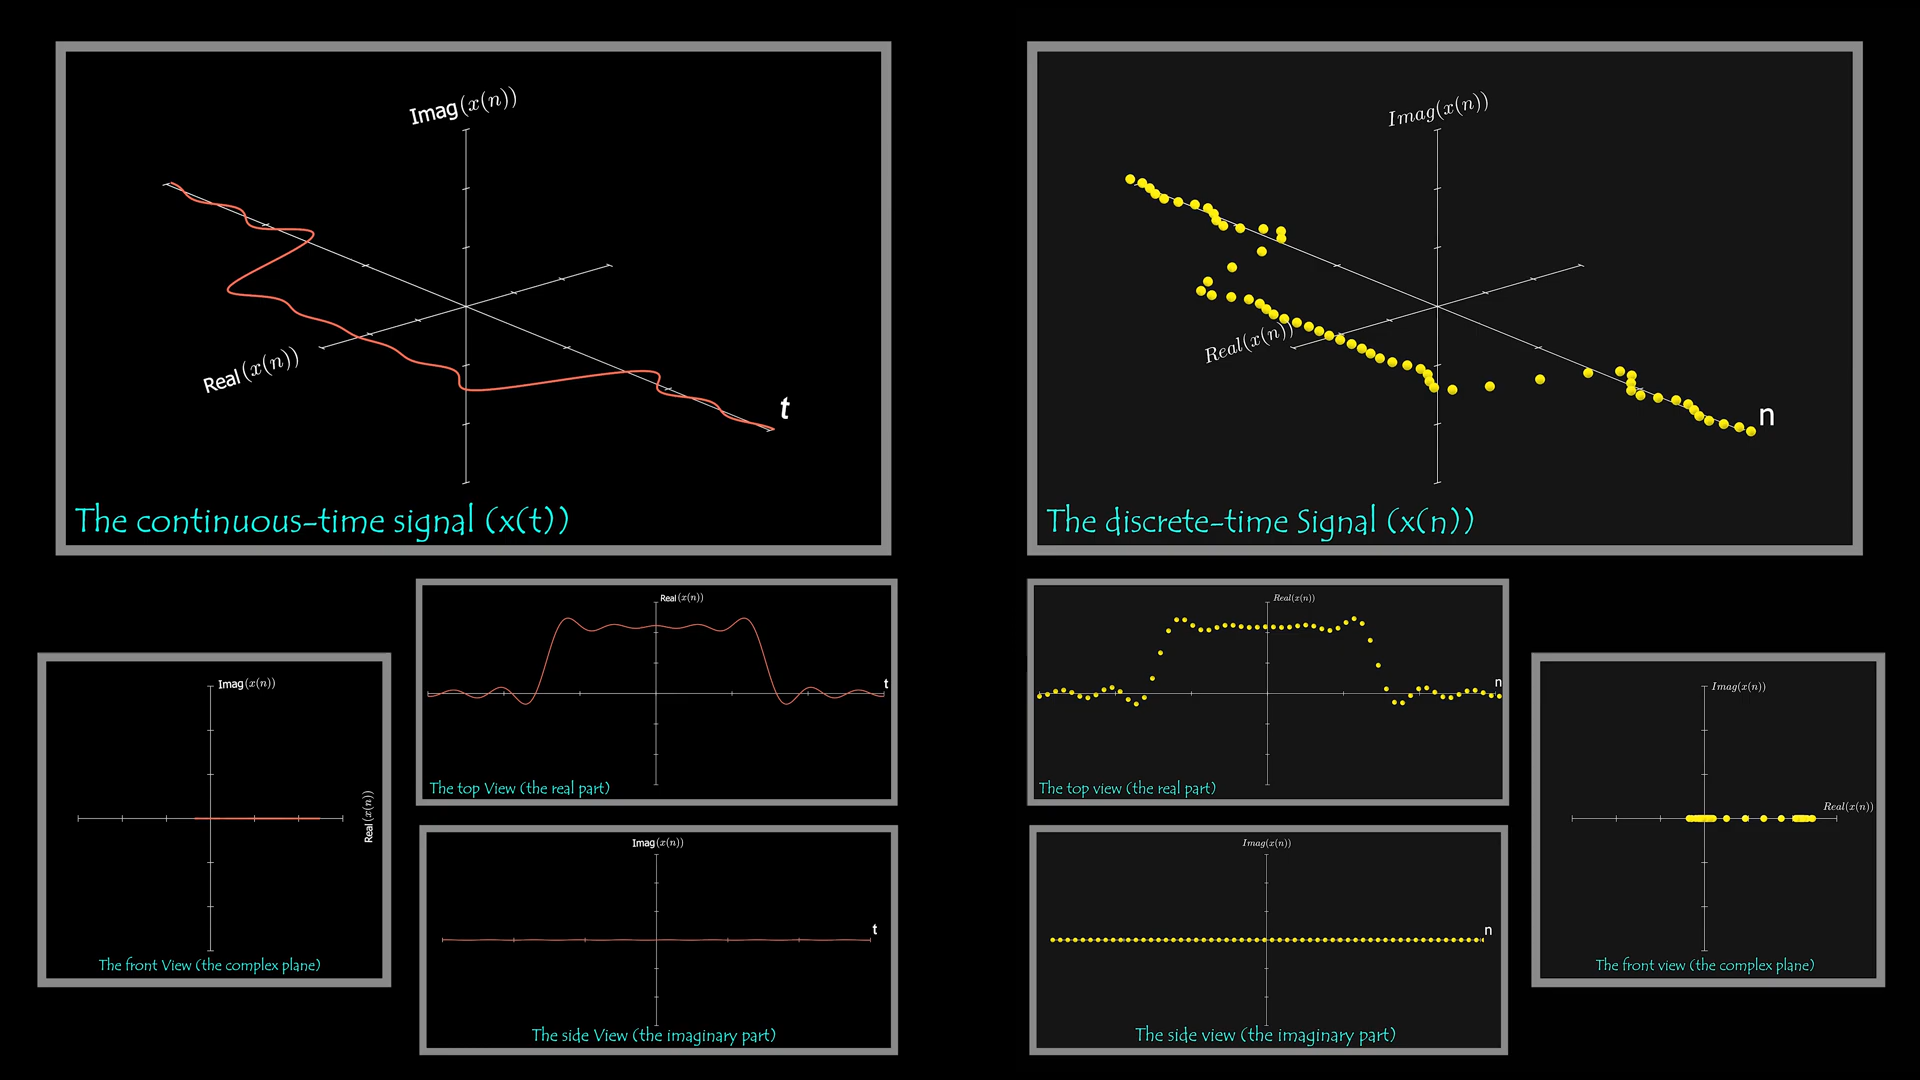 Imag(x(n))
Real(x(n))
t
The continuous-time signal (x(t))
Imag(x(n))
Real(x(n))
n
The discrete-time Signal (x(n))
Imag(x(n))
Real(x(n))
The front View (the complex plane)
Real(x(n))
t
The top View (the real part)
Imag(x(n))
t
The side View (the imaginary part)
Real(x(n))
n
The top view (the real part)
Imag(x(n))
n
The side view (the imaginary part)
Imag(x(n))
Real(x(n))
The front view (the complex plane)